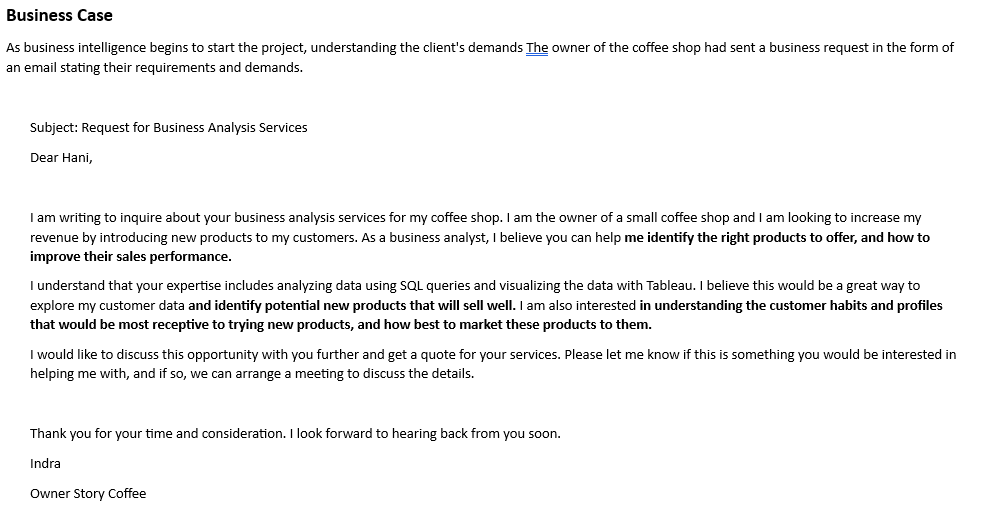 Business Case
As business intelligence begins to start the project, understanding the client's demands The owner of the coffee shop had sent a business request in the form of
an email stating their requirements and demands.
Subject: Request for Business Analysis Services
Dear Hani,
I am writing to inquire about your business analysis services for my coffee shop. I am the owner of a small coffee shop and I am looking to increase my
revenue by introducing new products to my customers. As a business analyst, I believe you can help me identify the right products to offer, and how to
improve their sales performance.
I understand that your expertise includes analyzing data using SQL queries and visualizing the data with Tableau. I believe this would be a great way to
explore my customer data and identify potential new products that will sell well. I am also interested in understanding the customer habits and profiles
that would be most receptive to trying new products, and how best to market these products to them.
I would like to discuss this opportunity with you further and get a quote for your services. Please let me know if this is something you would be interested in
helping me with, and if so, we can arrange a meeting to discuss the details.
Thank you for your time and consideration. I look forward to hearing back from you soon.
Indra
Owner Story Coffee